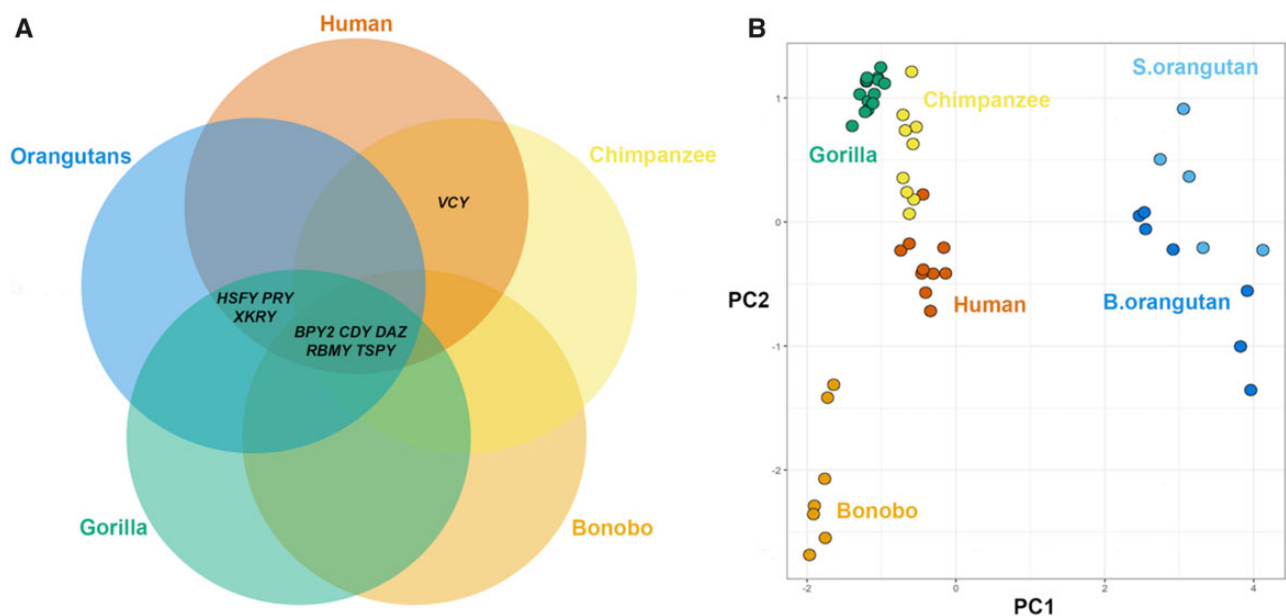 A
Human
Orangutans
Chimpanzee
VCY
HSFY PRY
XKRY
BPY2 CDY DAZ
RBMY TSPY
Gorilla
Bonobo
B
S.orangutan
Chimpanzee
Gorilla
B.orangutan
Human
Bonobo
PC2
1
0
-1
-2
-2
0
2
4
PC1